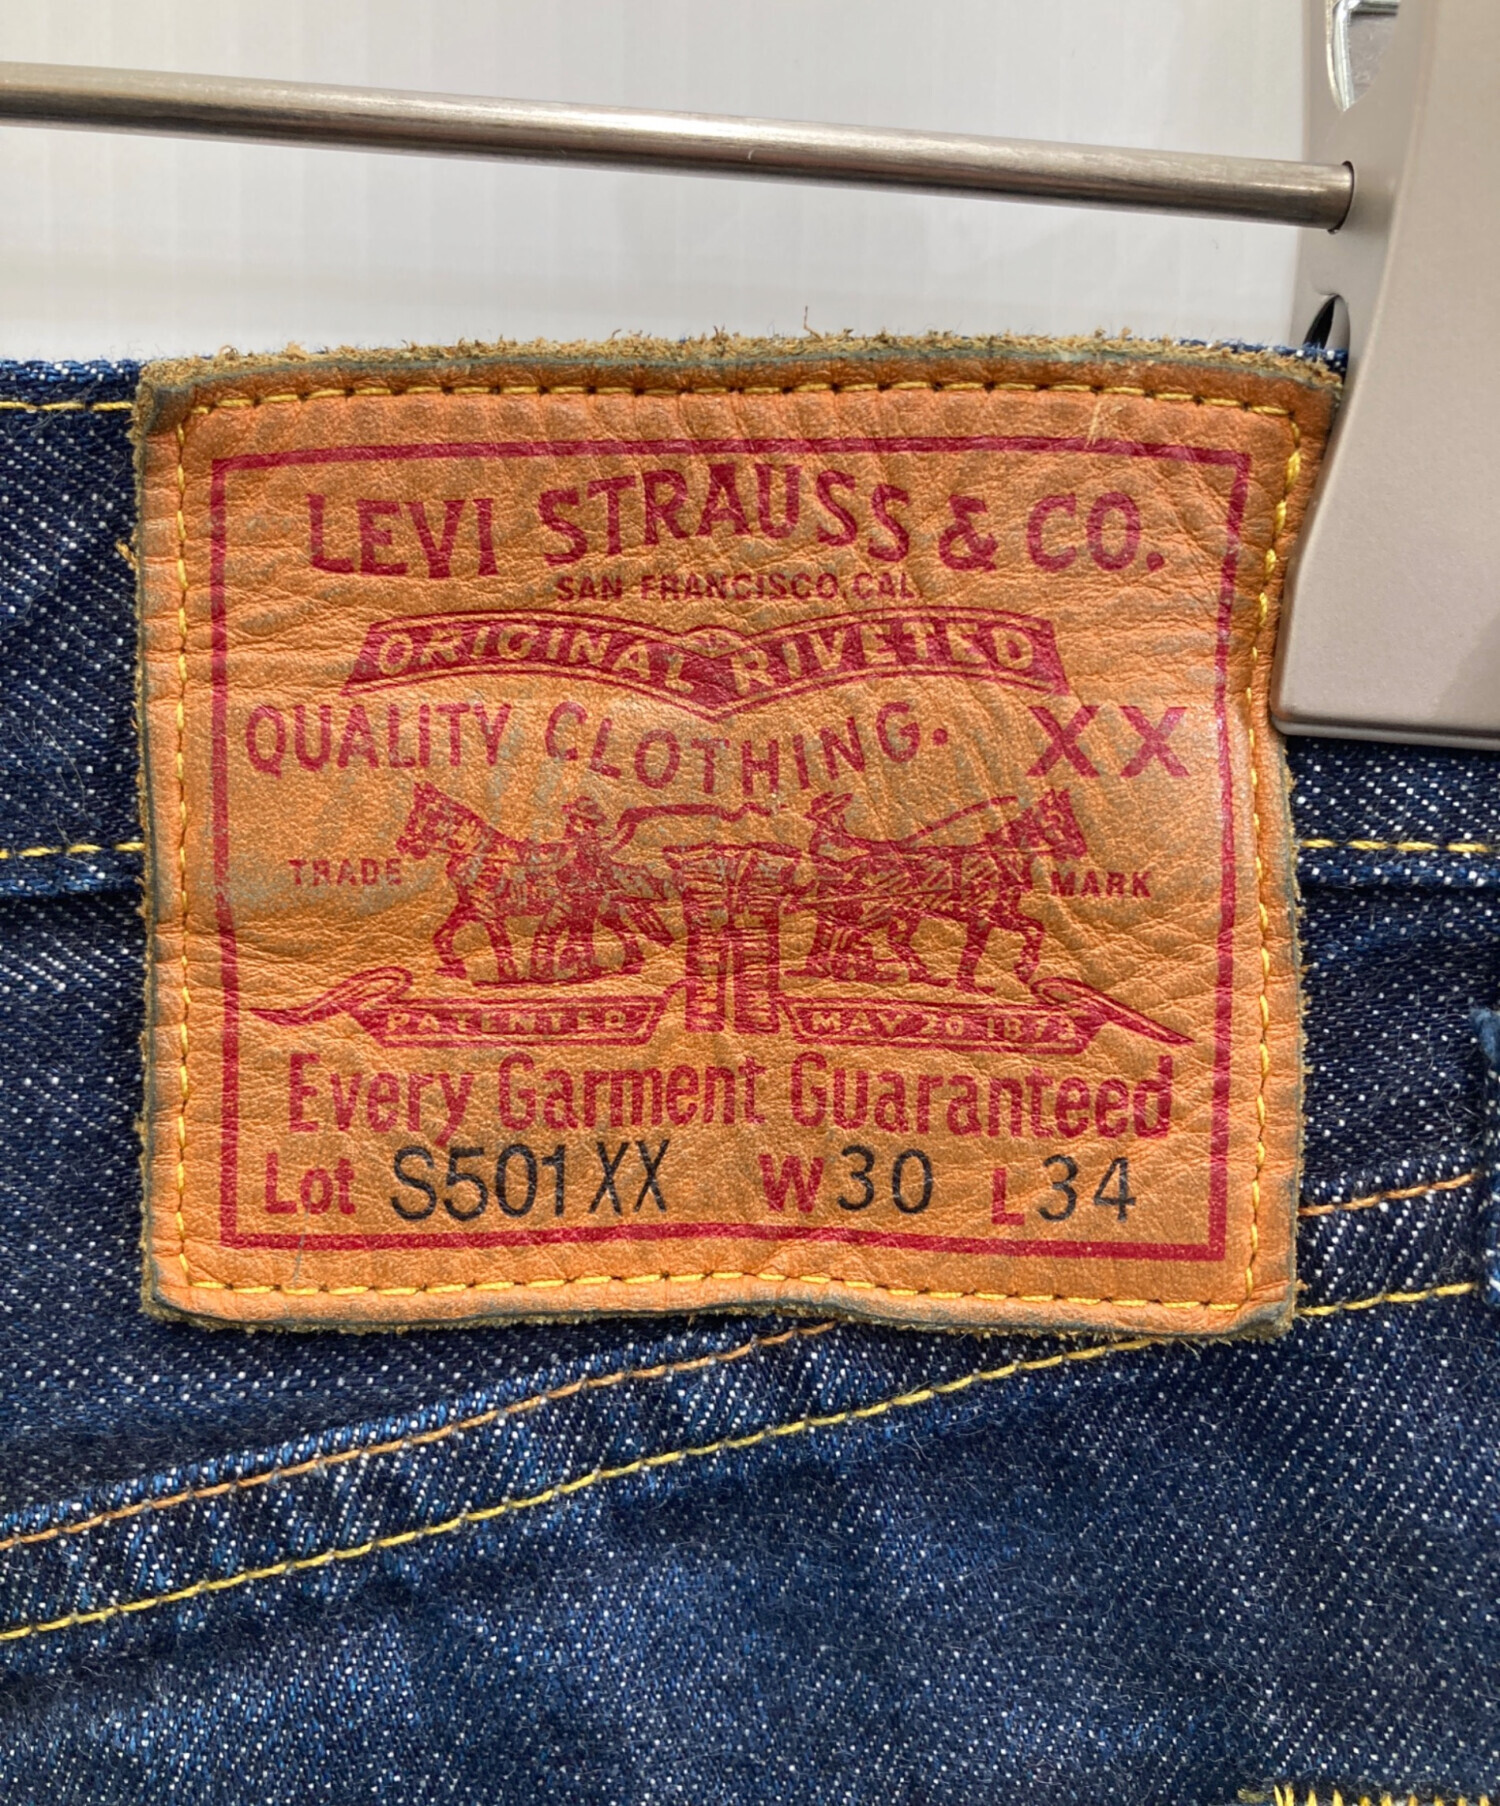 LEVI STRAUSS & CO.
SAN FRANCISCO, CAL.
ORIGINAL RIVETED
QUALITY CLOTHING. XX
TRADE MARK
PATENTED MAY 20 1873
Every Garment Guaranteed
Lot S501XX W30 L34